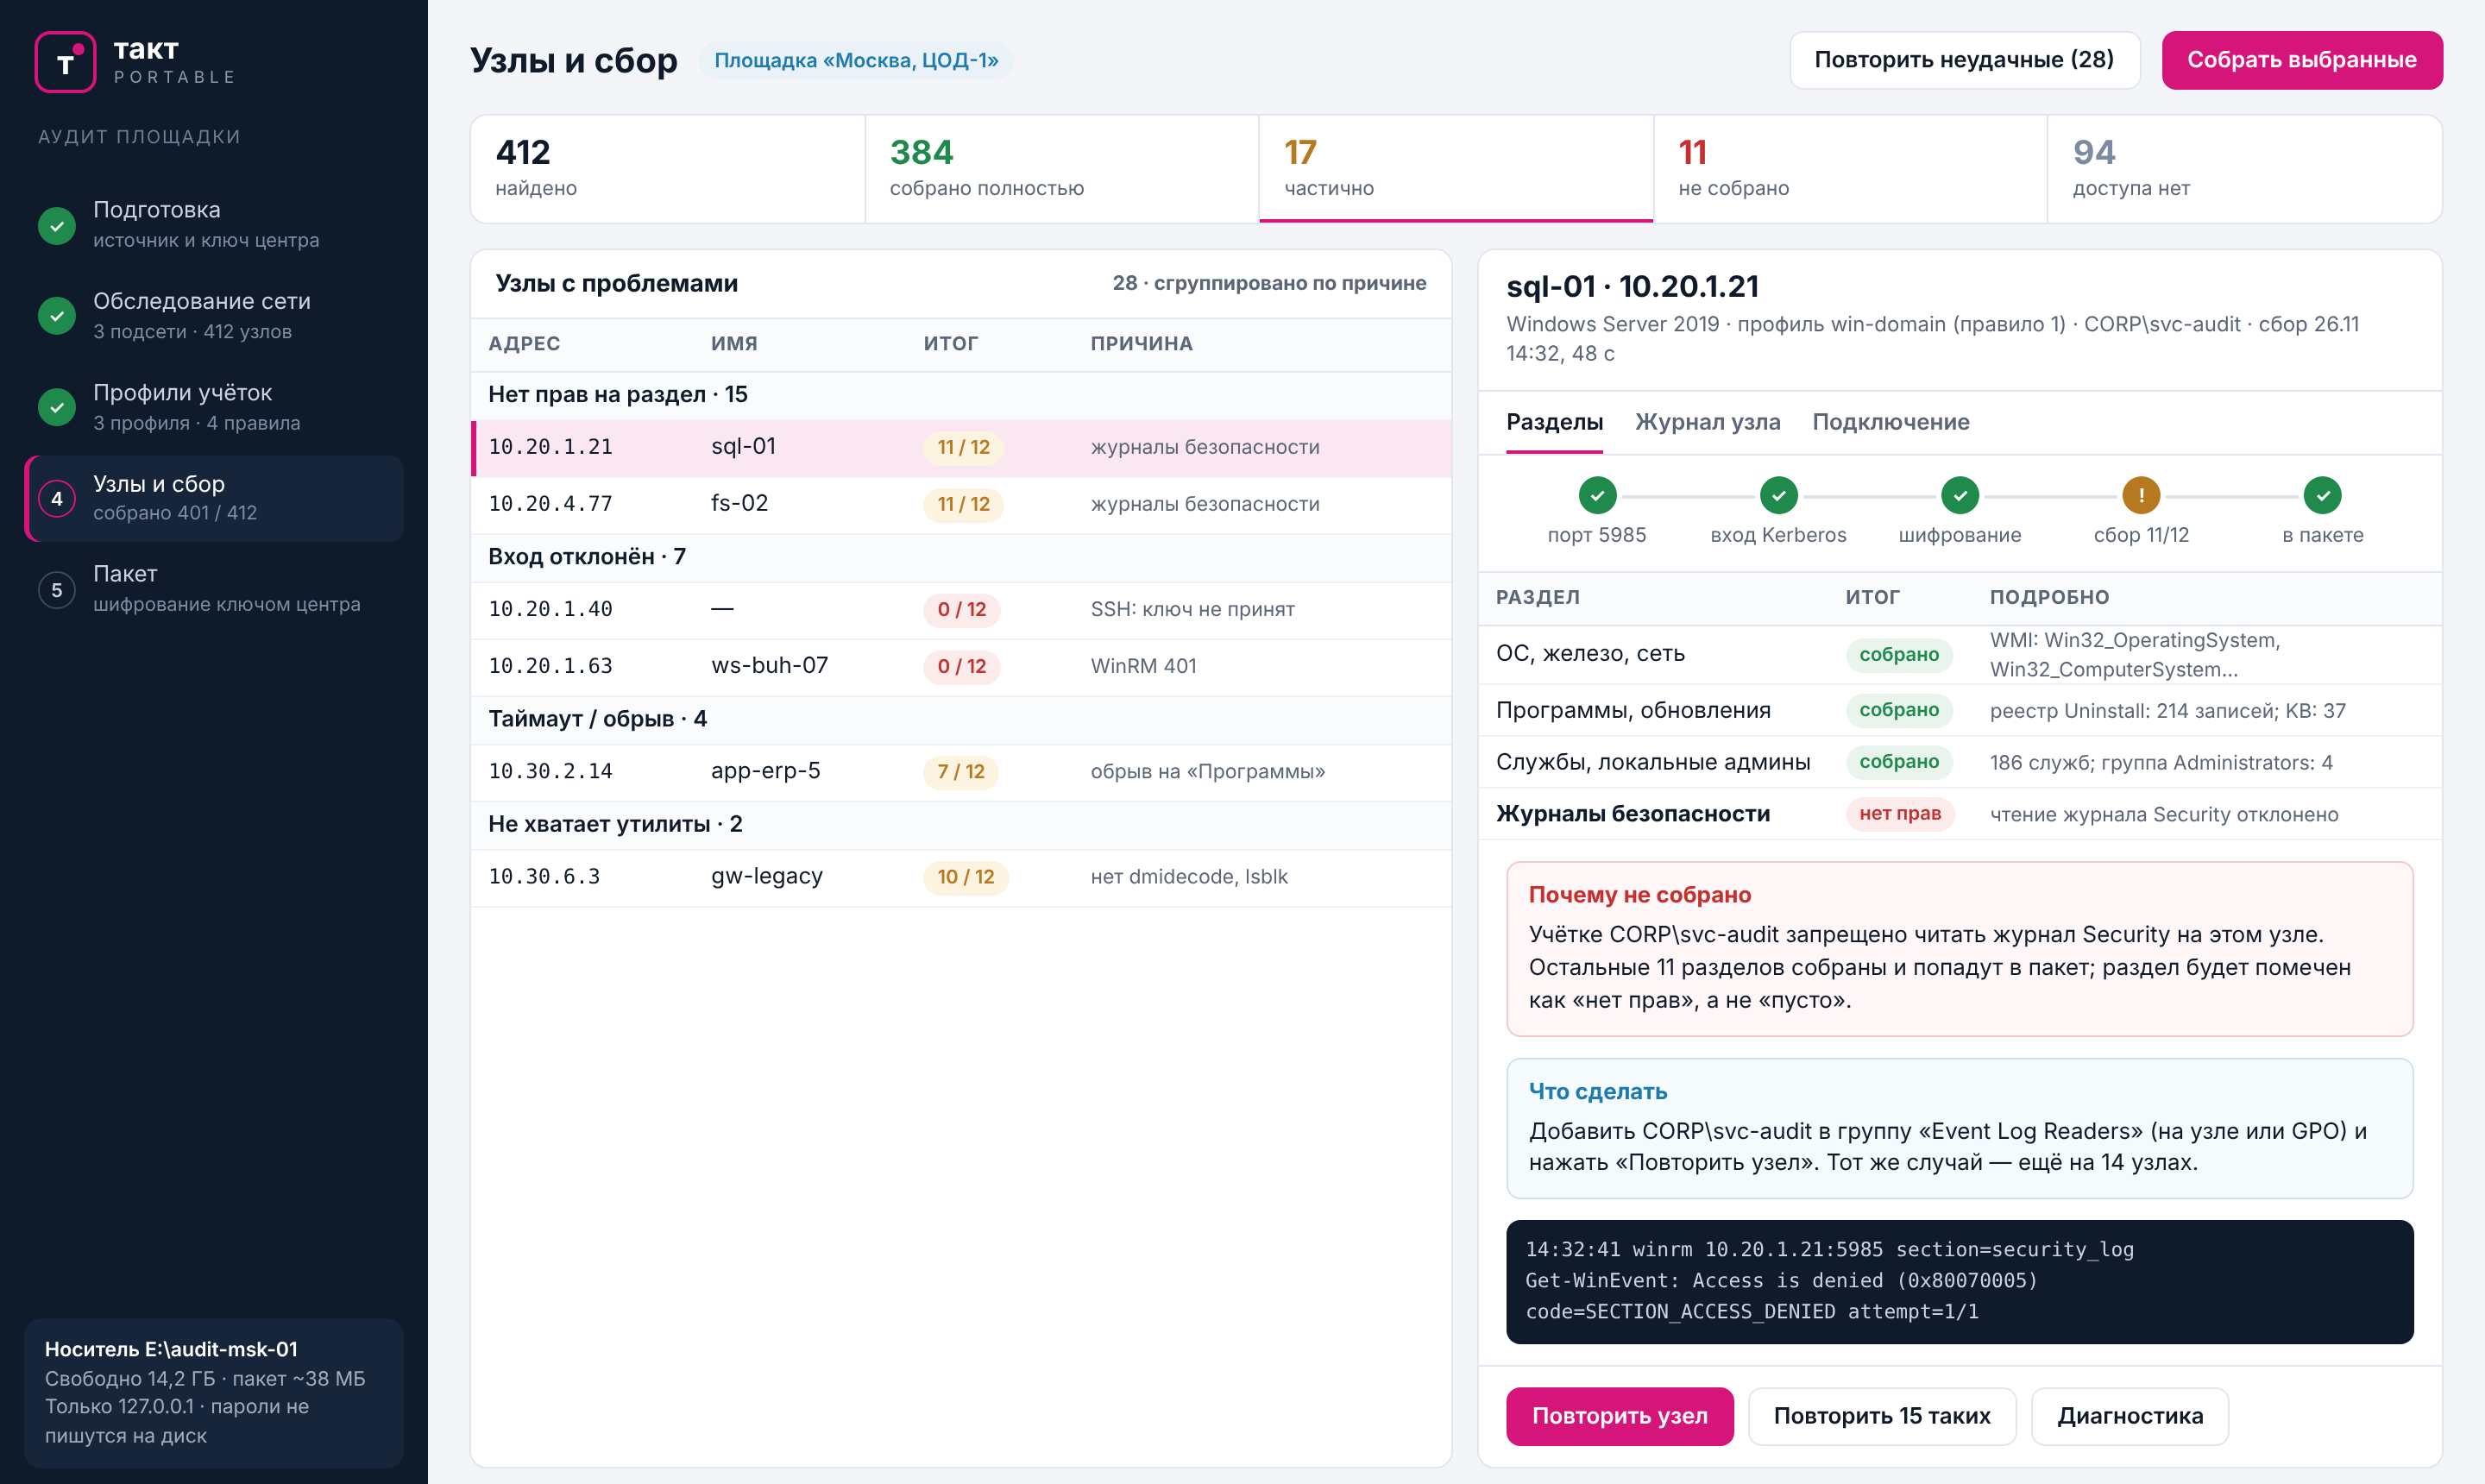 т
такт
PORTABLE
АУДИТ ПЛОЩАДКИ
Подготовка
источник и ключ центра
Обследование сети
3 подсети · 412 узлов
Профили учёток
3 профиля · 4 правила
4
Узлы и сбор
собрано 401 / 412
5
Пакет
шифрование ключом центра
Носитель E:\audit-msk-01
Свободно 14,2 ГБ · пакет ~38 МБ
Только 127.0.0.1 · пароли не
пишутся на диск
Узлы и сбор
Площадка «Москва, ЦОД-1»
Повторить неудачные (28)
Собрать выбранные
412
найдено
384
собрано полностью
17
частично
11
не собрано
94
доступа нет
Узлы с проблемами
28 · сгруппировано по причине
АДРЕС ИМЯ ИТОГ ПРИЧИНА
Нет прав на раздел · 15
10.20.1.21 sql-01 11 / 12 журналы безопасности
10.20.4.77 fs-02 11 / 12 журналы безопасности
Вход отклонён · 7
10.20.1.40 — 0 / 12 SSH: ключ не принят
10.20.1.63 ws-buh-07 0 / 12 WinRM 401
Таймаут / обрыв · 4
10.30.2.14 app-erp-5 7 / 12 обрыв на «Программы»
Не хватает утилиты · 2
10.30.6.3 gw-legacy 10 / 12 нет dmidecode, lsblk
sql-01 · 10.20.1.21
Windows Server 2019 · профиль win-domain (правило 1) · CORP\svc-audit · сбор 26.11
14:32, 48 с
Разделы Журнал узла Подключение
!
порт 5985 вход Kerberos шифрование сбор 11/12 в пакете
РАЗДЕЛ ИТОГ ПОДРОБНО
ОС, железо, сеть собрано WMI: Win32_OperatingSystem,
Win32_ComputerSystem...
Программы, обновления собрано реестр Uninstall: 214 записей; KB: 37
Службы, локальные админы собрано 186 служб; группа Administrators: 4
Журналы безопасности нет прав чтение журнала Security отклонено
Почему не собрано
Учётке CORP\svc-audit запрещено читать журнал Security на этом узле.
Остальные 11 разделов собраны и попадут в пакет; раздел будет помечен
как «нет прав», а не «пусто».
Что сделать
Добавить CORP\svc-audit в группу «Event Log Readers» (на узле или GPO) и
нажать «Повторить узел». Тот же случай — ещё на 14 узлах.
14:32:41 winrm 10.20.1.21:5985 section=security_log
Get-WinEvent: Access is denied (0x80070005)
code=SECTION_ACCESS_DENIED attempt=1/1
Повторить узел
Повторить 15 таких
Диагностика